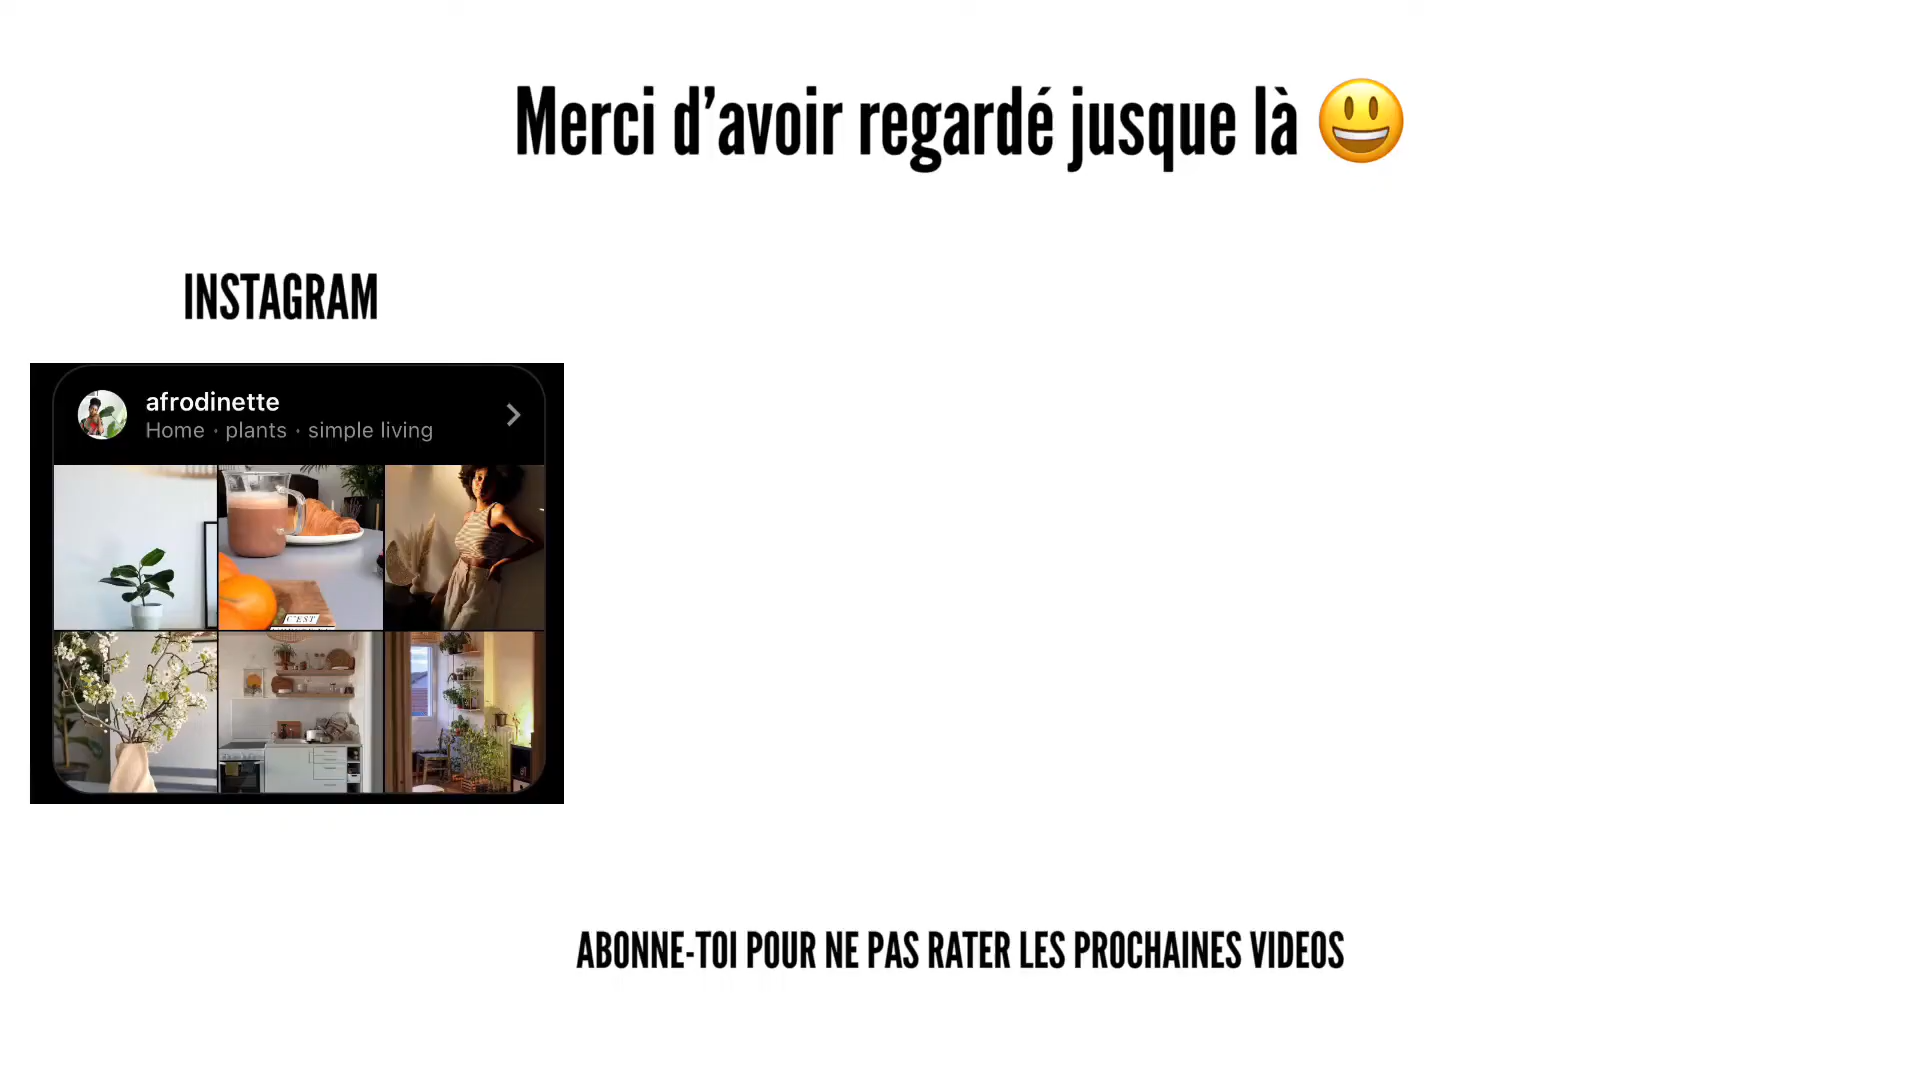 Merci d’avoir regardé jusque là 😃
INSTAGRAM
afrodinette
Home · plants · simple living
C'EST
ABONNE-TOI POUR NE PAS RATER LES PROCHAINES VIDEOS